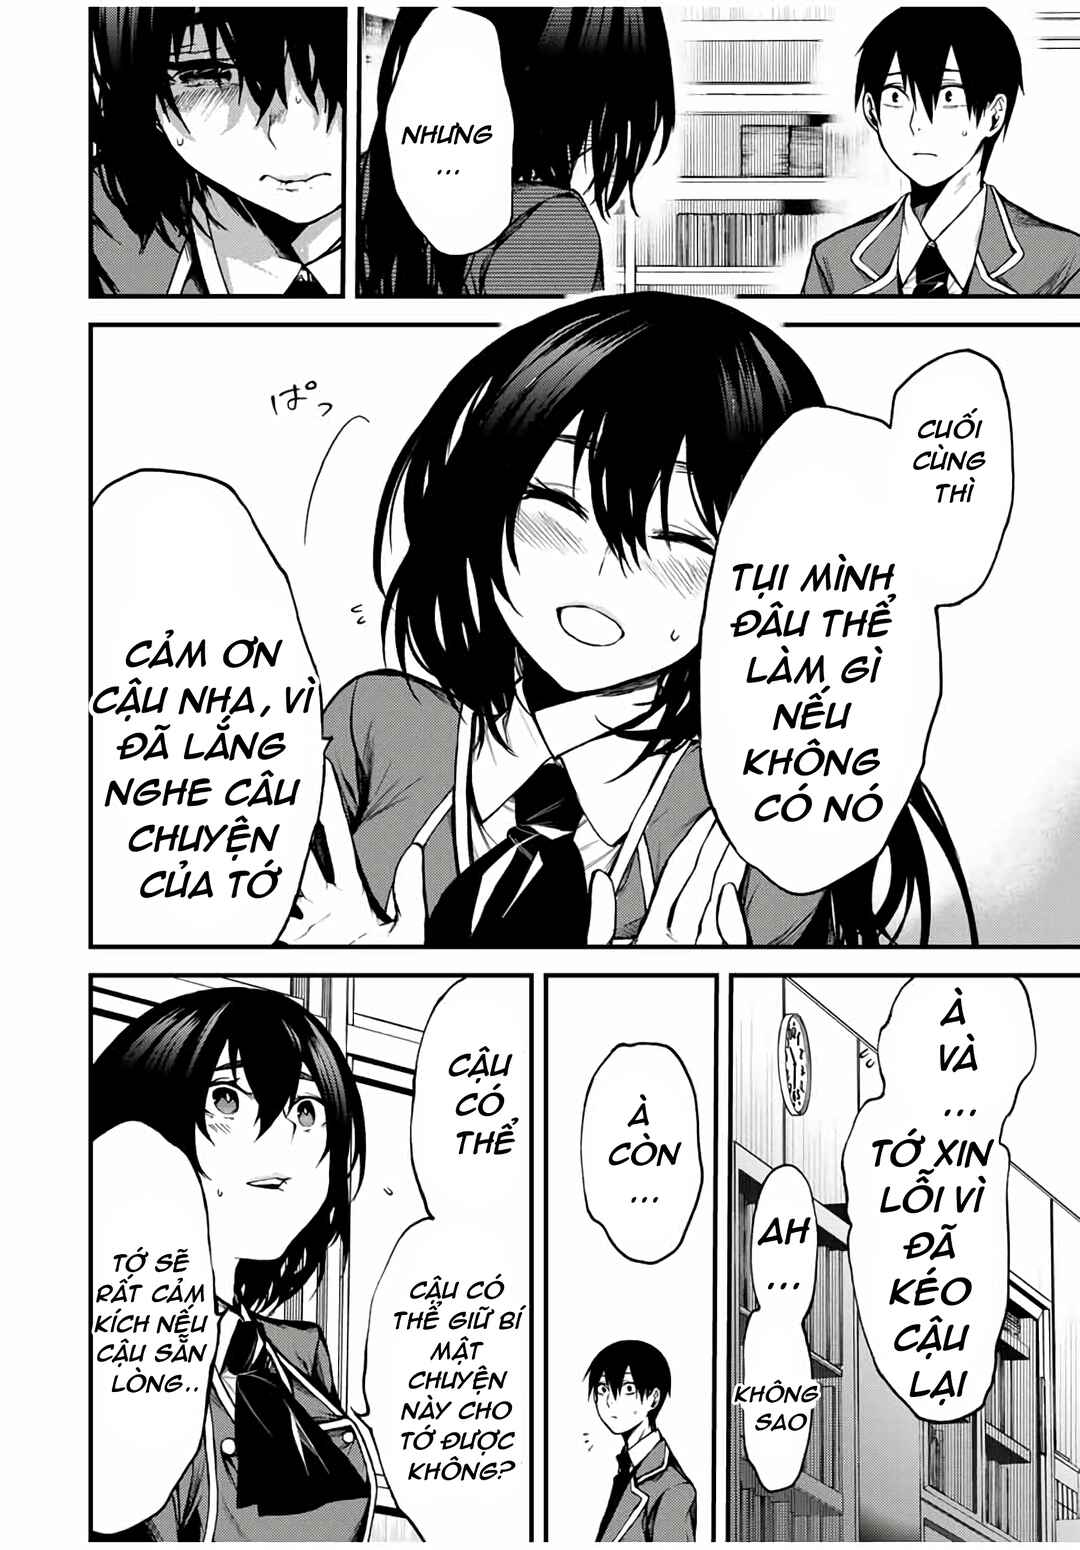 NHƯNG
...
CUỐI
CÙNG
THÌ
TỤI MÌNH
ĐÂU THỂ
LÀM GÌ
NẾU
KHÔNG
CÓ NÓ
ぱっ
CẢM ƠN
CẬU NHA, VÌ
ĐÃ LẮNG
NGHE CÂU
CHUYỆN
CỦA TỚ
À
VÀ
...
TỚ XIN
LỖI VÌ
ĐÃ
KÉO
CẬU
LẠI
AH
...
KHÔNG
SAO
À
CÒN
...
CẬU
CÓ
THỂ
CẬU CÓ
THỂ GIỮ BÍ
MẬT
CHUYỆN
NÀY CHO
TỚ ĐƯỢC
KHÔNG?
TỚ SẼ
RẤT CẢM
KÍCH NẾU
CẬU SẴN
LÒNG..